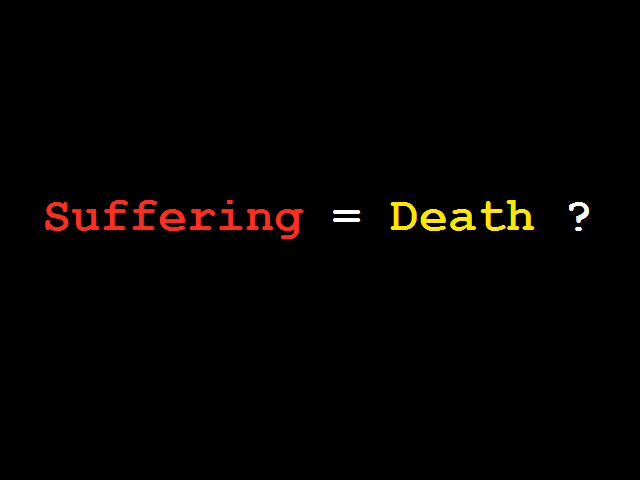 Suffering = Death ?